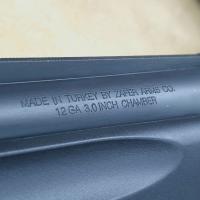 MADE IN TURKEY BY ZAFER ARMS CO.
12 GA 3.0 INCH CHAMBER